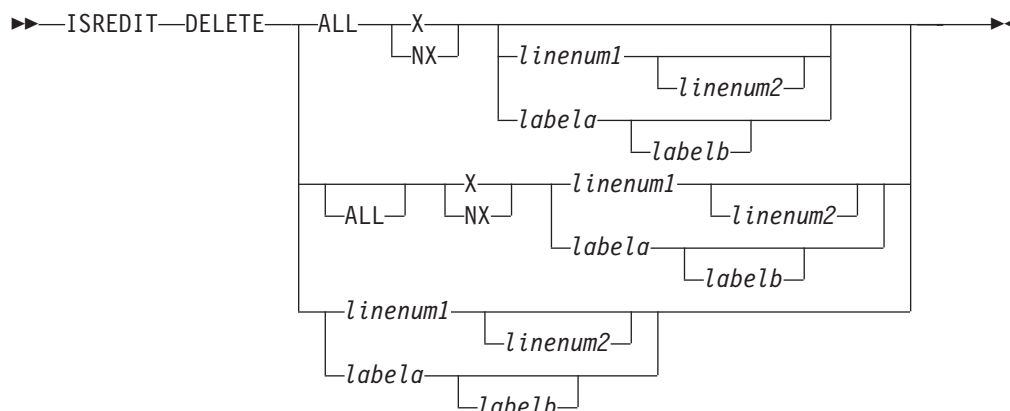 ISREDIT DELETE ALL X
NX
linenum1
linenum2
labela
labelb
X linenum1
ALL NX linenum2
labela
labelb
linenum1
linenum2
labela
labelb